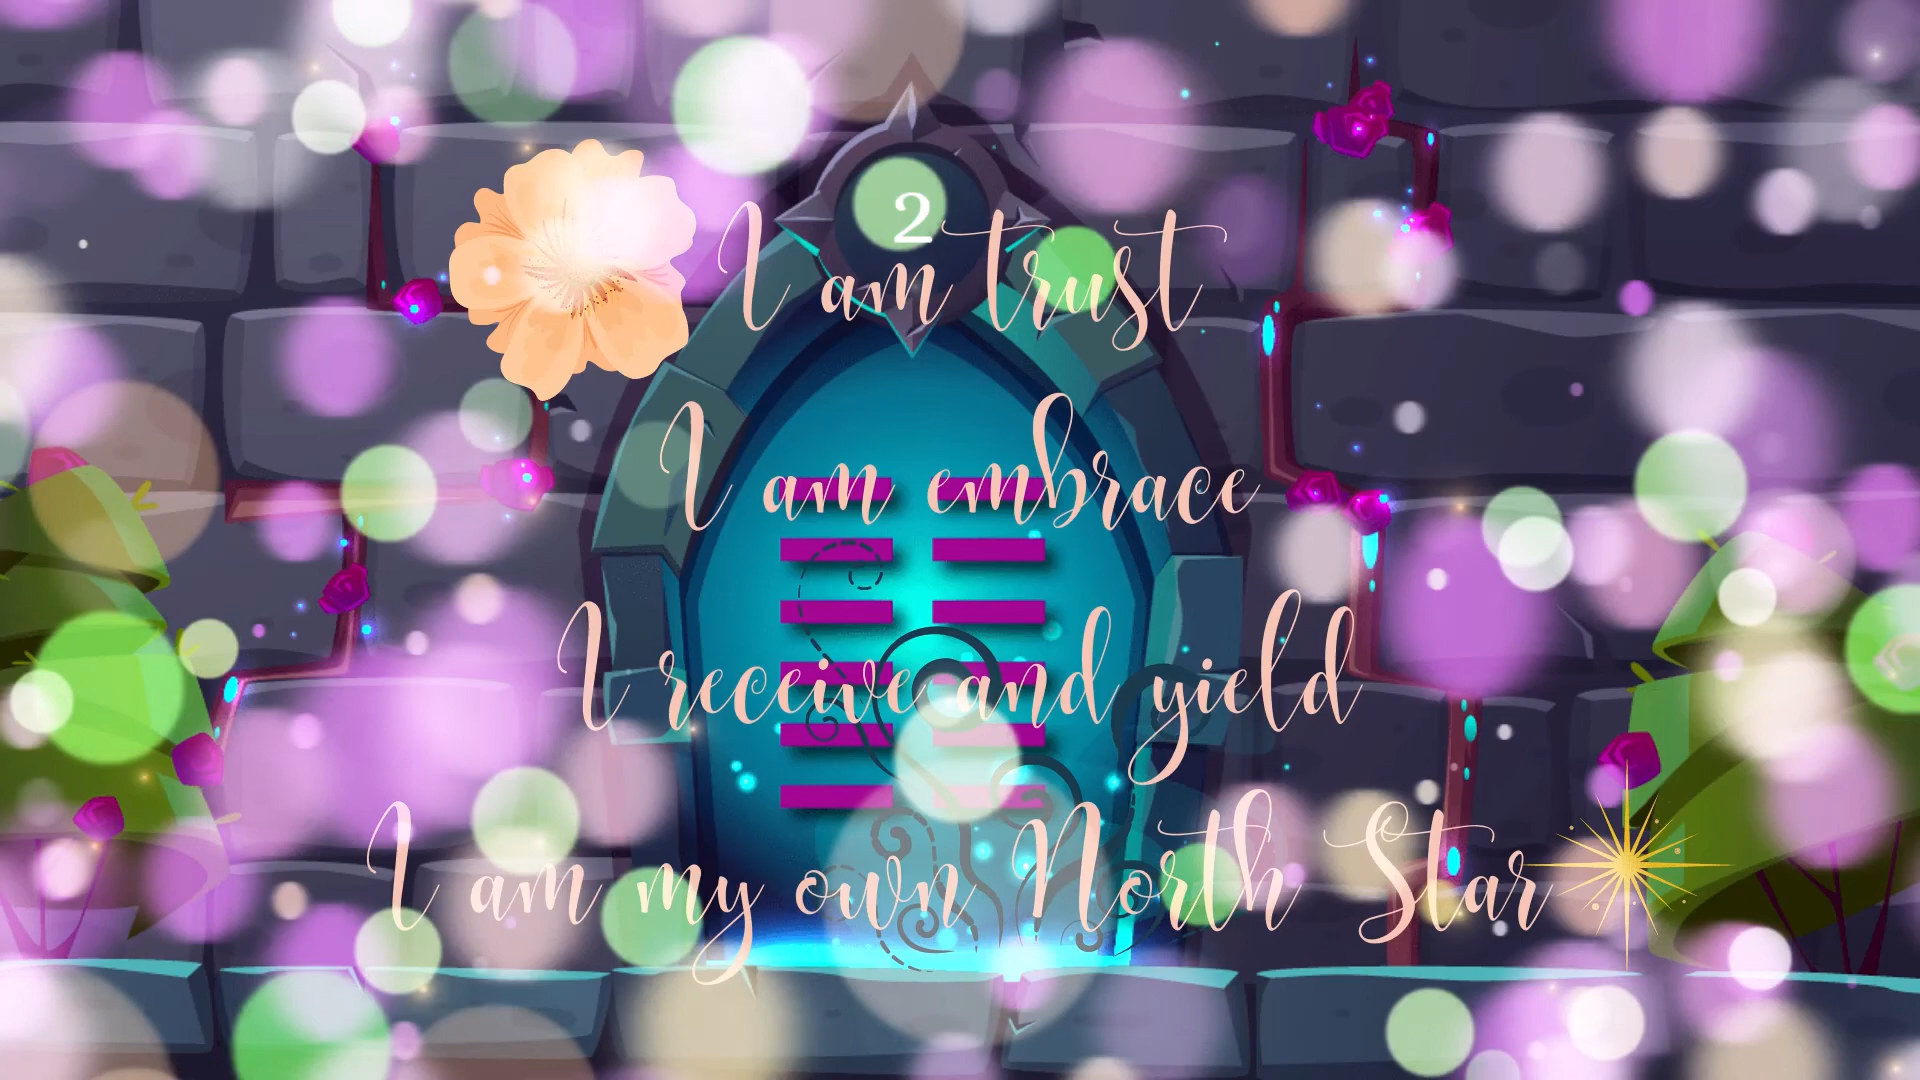 2
I am trust
I am embrace
I receive and yield
I am my own North Star